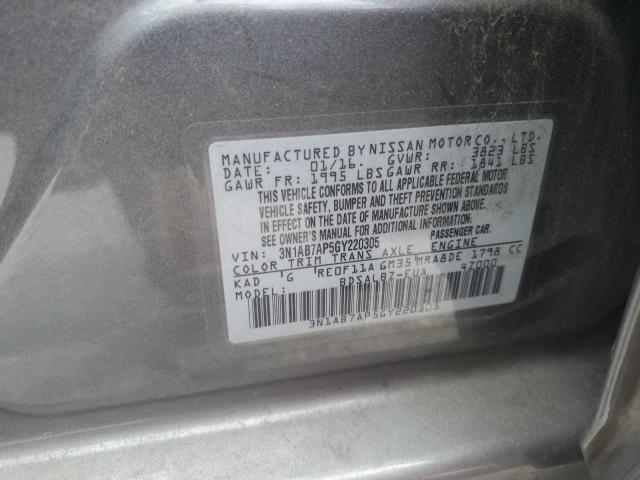 MANUFACTURED BY NISSAN MOTOR CO., LTD.
DATE: 01/16. GVWR: 3823 LBS
GAWR FR: 1995 LBS GAWR RR: 1841 LBS
THIS VEHICLE CONFORMS TO ALL APPLICABLE FEDERAL MOTOR
VEHICLE SAFETY, BUMPER AND THEFT PREVENTION STANDARDS
IN EFFECT ON THE DATE OF MANUFACTURE SHOWN ABOVE.
SEE OWNER'S MANUAL FOR ADDITIONAL INFORMATION.
VIN: 3N1AB7AP5GY220305 PASSENGER CAR.
COLOR TRIM TRANS AXLE ENGINE
KAD 'G RE0F11A GM35 MRA8DE 1798 CC
MODEL: BDSALB7-EUA 47000
3N1AB7AP5GY220305